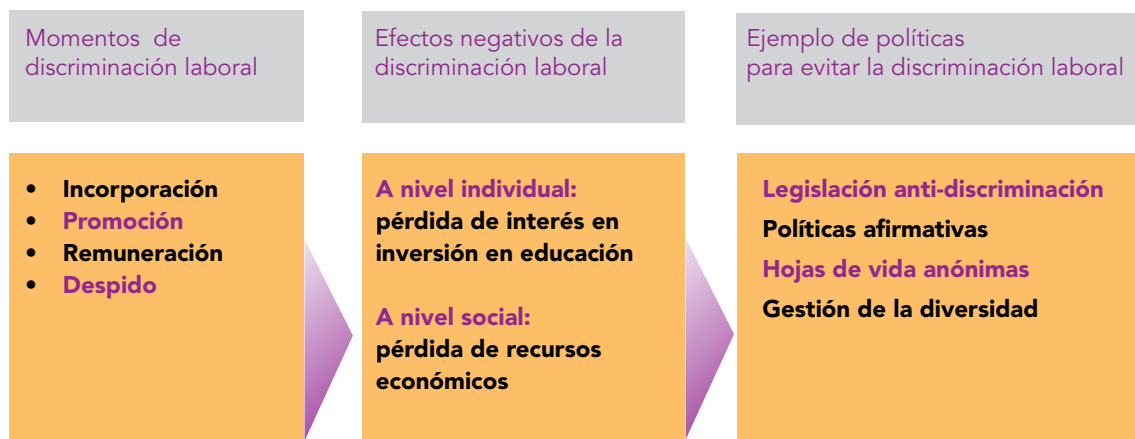 Momentos de
discriminación laboral
• Incorporación
• Promoción
• Remuneración
• Despido
Efectos negativos de la
discriminación laboral
A nivel individual:
pérdida de interés en
inversión en educación
A nivel social:
pérdida de recursos
económicos
Ejemplo de políticas
para evitar la discriminación laboral
Legislación anti-discriminación
Políticas afirmativas
Hojas de vida anónimas
Gestión de la diversidad